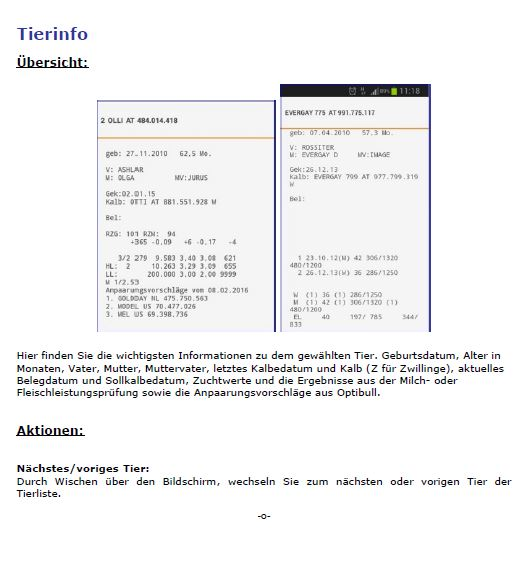 Tierinfo
Übersicht:
2 OLLI AT 484.014.418
geb: 27.11.2010 62,5 Mo.
V: ASHLAR
M: OLGA MV:JURUS
Gek:02.01.15
Kalb: OTTI AT 881.551.928 W
Bel:
RZG: 101 RZM: 94
+365 -0.09 +6 -0.17 -4
3/2 279 9.583 3.40 3.08 621
HL: 2 10.263 3.29 3.09 655
LL: 200.000 3.00 2.00 9999
M 1/2.53
Anpaarungsvorschläge vom 08.02.2016
1. GOLDDAY NL 475.750.563
2. MODEL US 70.477.026
3. MEL US 69.398.736
89% 11:18
EVERGAY 775 AT 991.775.117
geb: 07.04.2010 57,3 Mo.
V: ROSSITER
M: EVERGAY D MV:IMAGE
Gek:26.12.13
Kalb: EVERGAY 799 AT 977.799.319
W
Bel:
1 23.10.12(W) 42 306/1320
480/1200
2 26.12.13(W) 36 286/1250
W (1) 36 (1) 286/1250
M (1) 42 (1) 306/1320 (1)
480/1200
EL 40 197/ 785 344/
833
Hier finden Sie die wichtigsten Informationen zu dem gewählten Tier. Geburtsdatum, Alter in
Monaten, Vater, Mutter, Muttervater, letztes Kalbedatum und Kalb (Z für Zwillinge), aktuelles
Belegdatum und Sollkalbedatum, Zuchtwerte und die Ergebnisse aus der Milch- oder
Fleischleistungsprüfung sowie die Anpaarungsvorschläge aus Optibull.
Aktionen:
Nächstes/voriges Tier:
Durch Wischen über den Bildschirm, wechseln Sie zum nächsten oder vorigen Tier der
Tierliste.
-o-